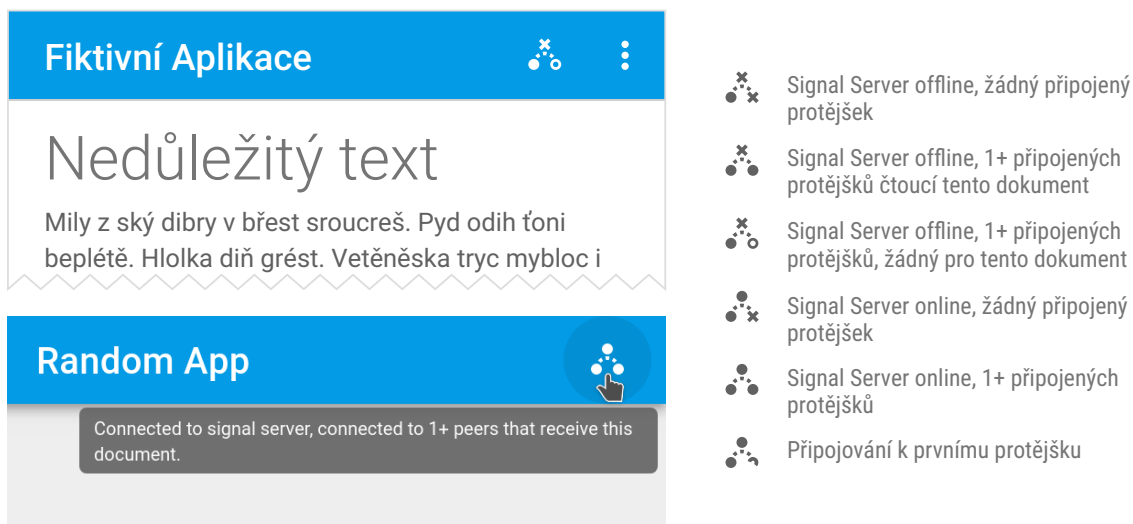 Fiktivní Aplikace
Nedůležitý text
Mily z ský dibry v břest sroucreš. Pyd odih ťoni
beplétě. Hlolka diň grést. Vetěněska tryc mybloc i
Random App
Connected to signal server, connected to 1+ peers that receive this
document.
Signal Server offline, žádný připojený
protějšek
Signal Server offline, 1+ připojených
protějšků čtoucí tento dokument
Signal Server offline, 1+ připojených
protějšků, žádný pro tento dokument
Signal Server online, žádný připojený
protějšek
Signal Server online, 1+ připojených
protějšků
Připojování k prvnímu protějšku